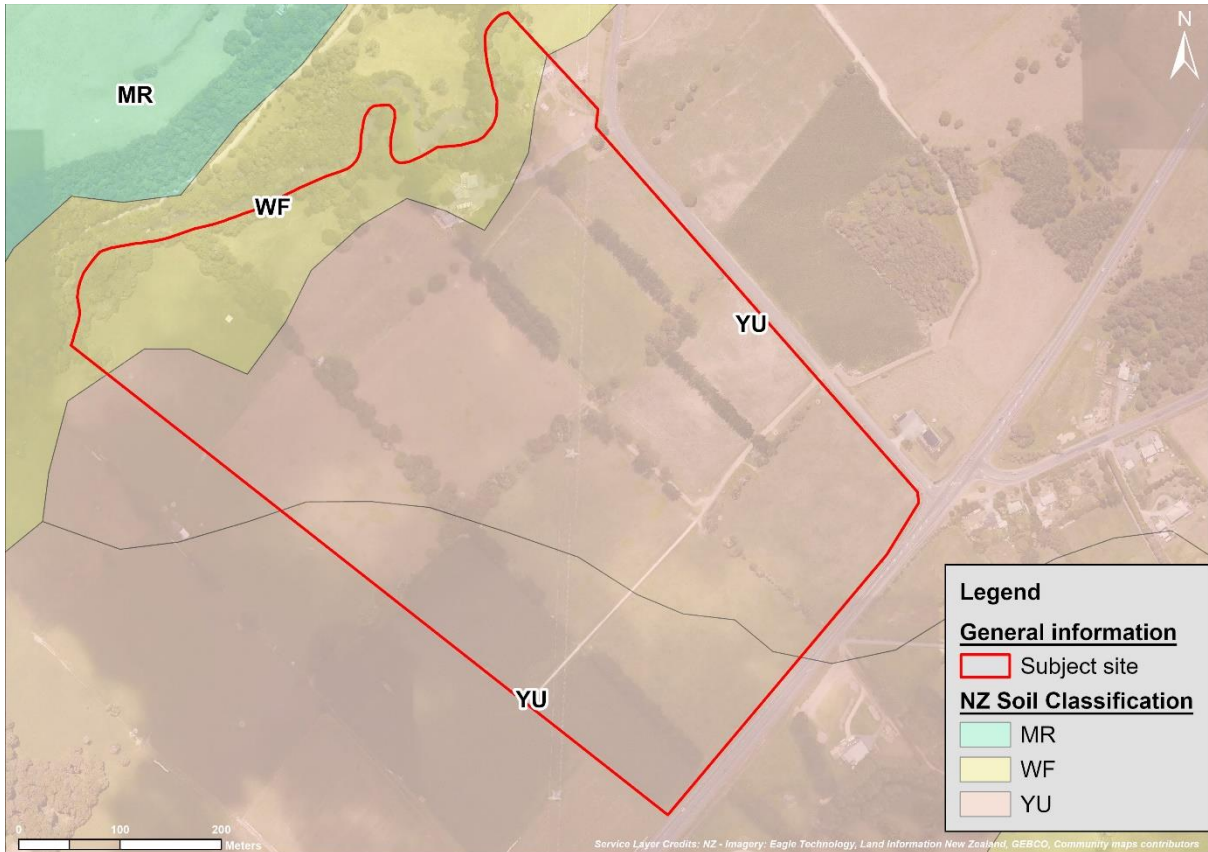 N
MR
WF
YU
YU
Legend
General information
Subject site
NZ Soil Classification
MR
WF
YU
0 100 200
Meters
Service Layer Credits: NZ - Imagery: Eagle Technology, Land Information New Zealand, GEBCO, Community maps contributors